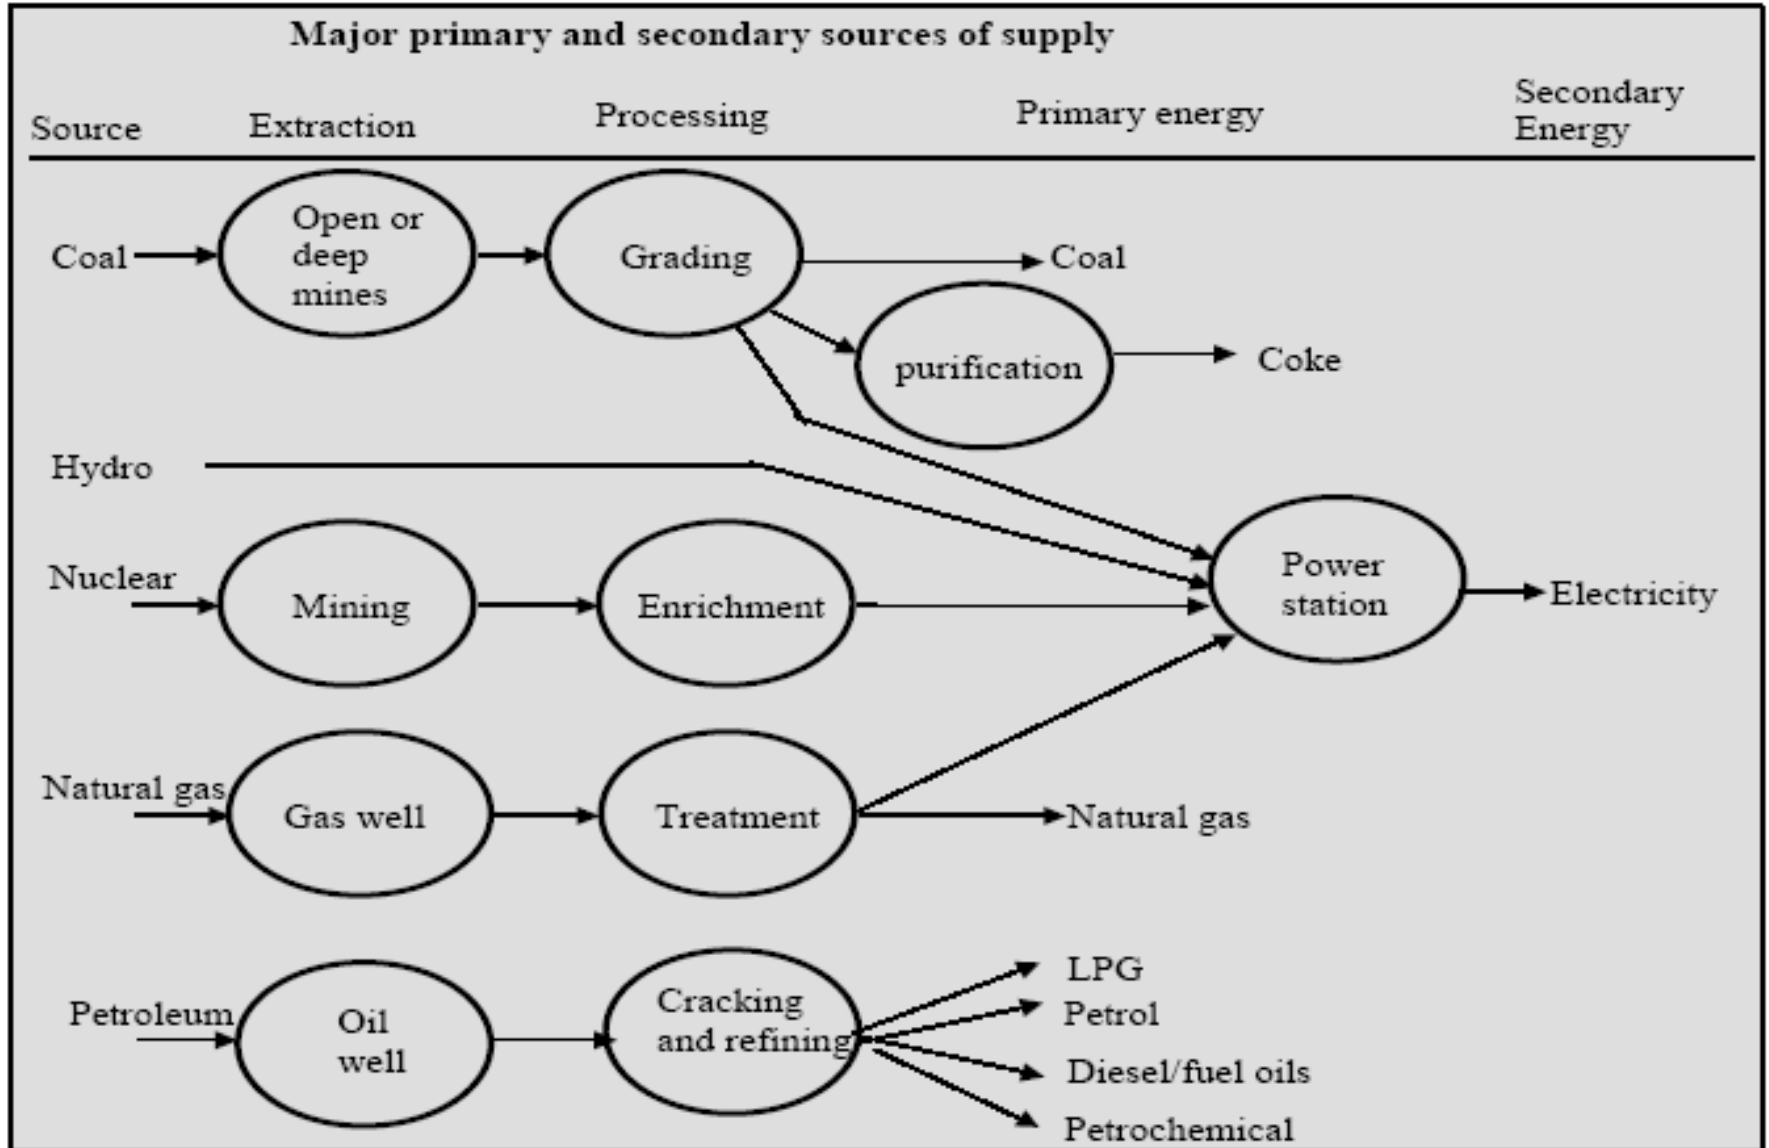 Major primary and secondary sources of supply
Source
Extraction
Processing
Primary energy
Secondary
Energy
Coal
Open or
deep
mines
Grading
Coal
purification
Coke
Hydro
Nuclear
Mining
Enrichment
Power
station
Electricity
Natural gas
Gas well
Treatment
Natural gas
Petroleum
Oil
well
Cracking
and refining
LPG
Petrol
Diesel/fuel oils
Petrochemical